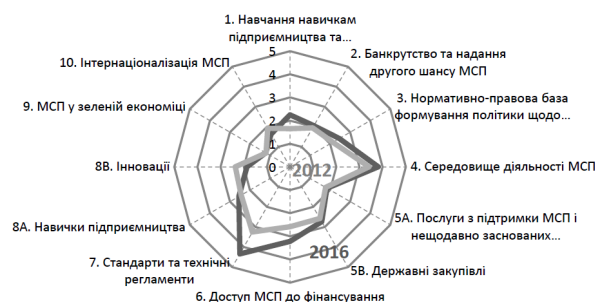 1. Навчання навичкам
підприємництва та...
2. Банкрутство та надання
другого шансу МСП
3. Нормативно-правова база
формування політики щодо...
4. Середовище діяльності МСП
5А. Послуги з підтримки МСП і
нещодавно заснованих...
5В. Державні закупівлі
6. Доступ МСП до фінансування
7. Стандарти та технічні
регламенти
8А. Навички підприємництва
8В. Інновації
9. МСП у зеленій економіці
10. Інтернаціоналізація МСП
5
4
3
2
1
0
2012
2016